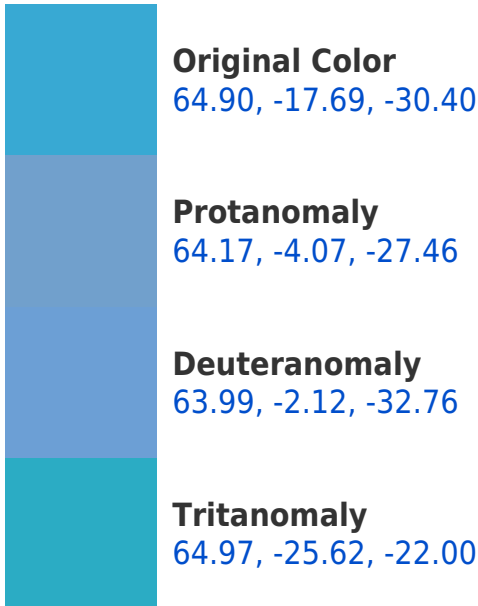 Original Color
64.90, -17.69, -30.40
Protanomaly
64.17, -4.07, -27.46
Deuteranomaly
63.99, -2.12, -32.76
Tritanomaly
64.97, -25.62, -22.00